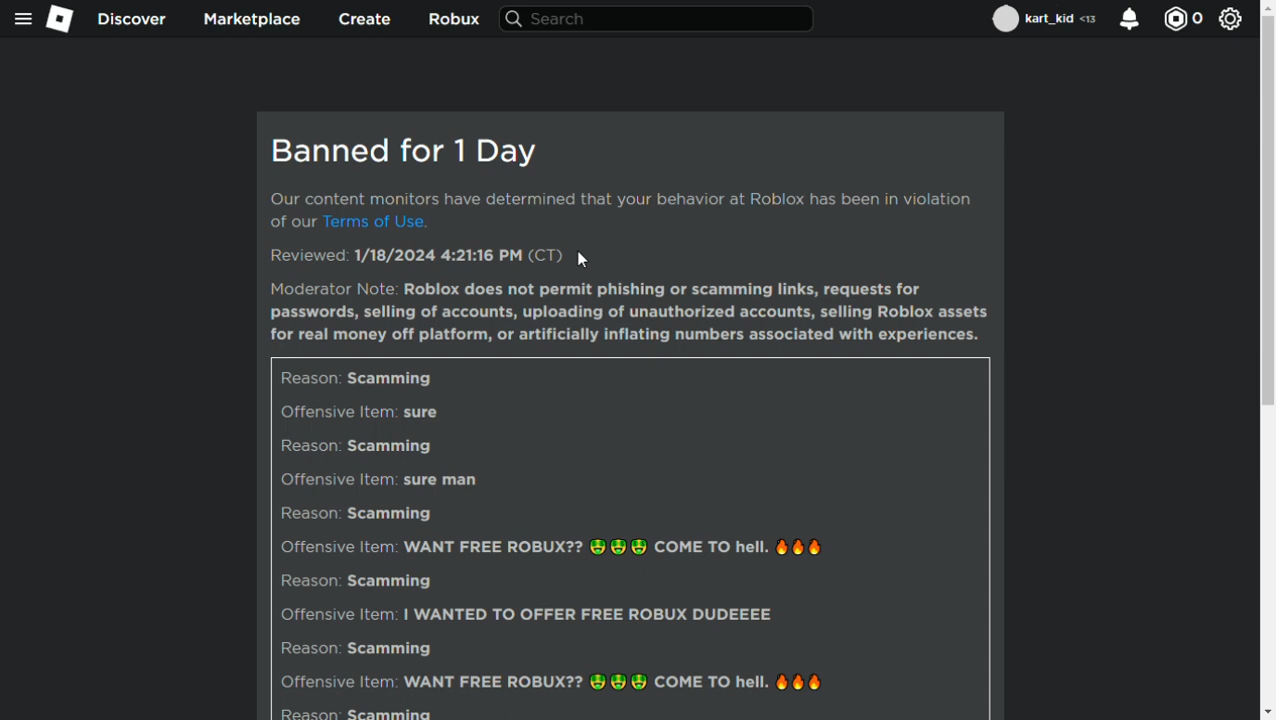 Discover Marketplace Create Robux Search kart_kid <13 0
Banned for 1 Day
Our content monitors have determined that your behavior at Roblox has been in violation
of our Terms of Use.
Reviewed: 1/18/2024 4:21:16 PM (CT)
Moderator Note: Roblox does not permit phishing or scamming links, requests for
passwords, selling of accounts, uploading of unauthorized accounts, selling Roblox assets
for real money off platform, or artificially inflating numbers associated with experiences.
Reason: Scamming
Offensive Item: sure
Reason: Scamming
Offensive Item: sure man
Reason: Scamming
Offensive Item: WANT FREE ROBUX?? 🤑🤑🤑 COME TO hell. 🔥🔥🔥
Reason: Scamming
Offensive Item: I WANTED TO OFFER FREE ROBUX DUDEEEE
Reason: Scamming
Offensive Item: WANT FREE ROBUX?? 🤑🤑🤑 COME TO hell. 🔥🔥🔥
Reason: Scamming